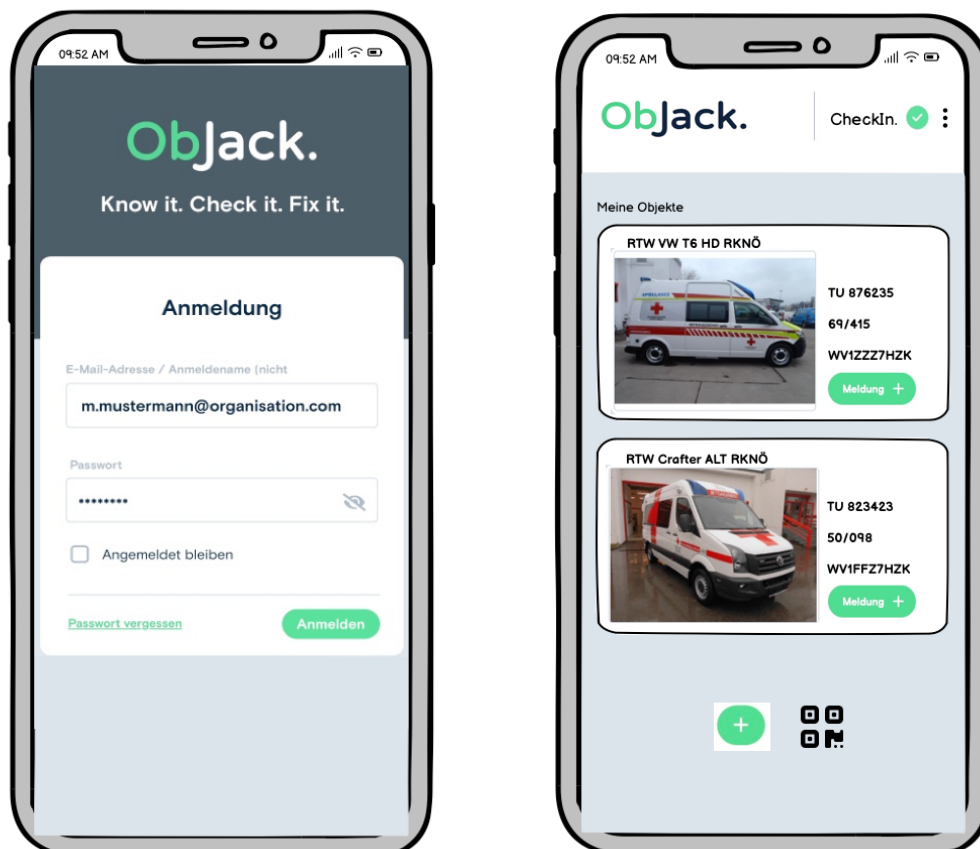 09:52 AM
ObJack.
Know it. Check it. Fix it.
Anmeldung
E-Mail-Adresse / Anmeldename (nicht
m.mustermann@organisation.com
Passwort
••••••••
Angemeldet bleiben
Passwort vergessen
Anmelden
09:52 AM
ObJack.
CheckIn.
Meine Objekte
RTW VW T6 HD RKNÖ
AMBULANCE
TU 876235
69/415
WV1ZZZ7HZK
Meldung +
RTW Crafter ALT RKNÖ
TU 823423
50/098
WV1FFZ7HZK
Meldung +
+